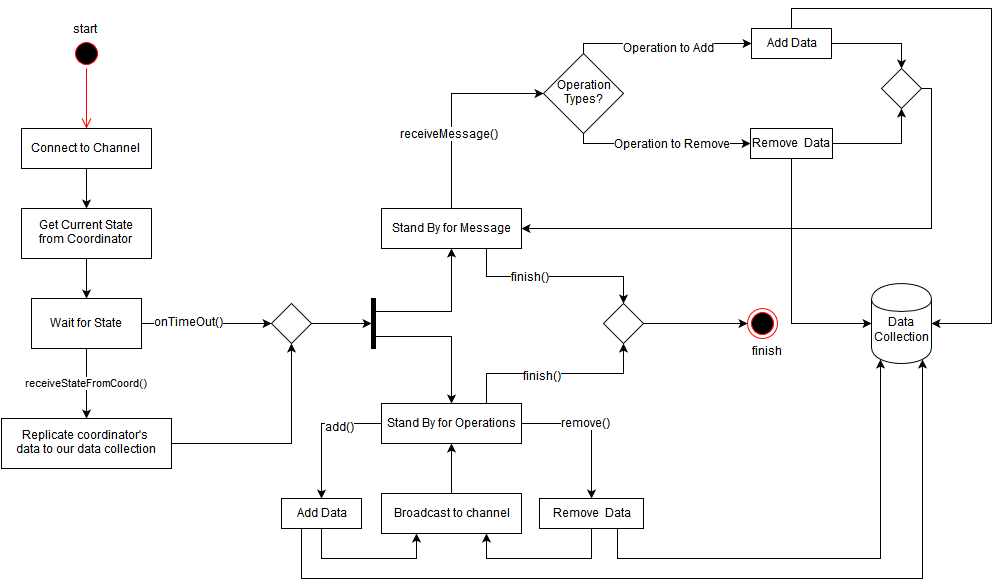 start
Connect to Channel
Get Current State
from Coordinator
Wait for State
onTimeOut()
receiveStateFromCoord()
Replicate coordinator's
data to our data collection
Stand By for Message
receiveMessage()
Operation
Types?
Operation to Add
Operation to Remove
Add Data
Remove Data
finish()
finish
Data
Collection
finish()
Stand By for Operations
add()
remove()
Add Data
Broadcast to channel
Remove Data